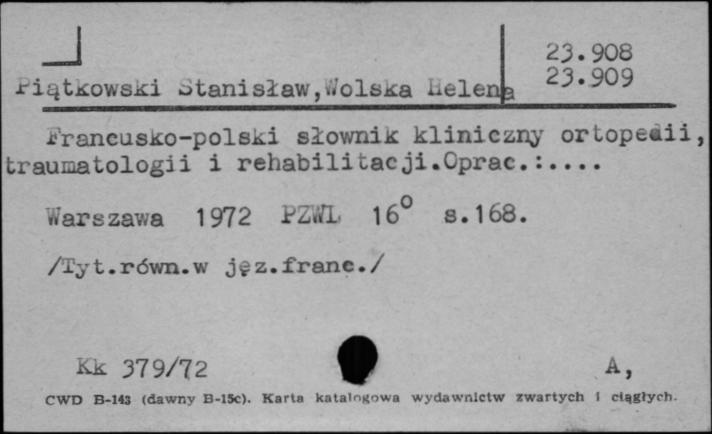 23.908
Piątkowski Stanisław,Wolska Helena 23.909
Francusko-polski słownik kliniczny ortopedii,
traumatologii i rehabilitacji.Oprac.:....
Warszawa 1972 PZWL 16° s.168.
/Tyt.równ.w jęz.franc./
Kk 379/72 A,
CWD B-143 (dawny B-15c). Karta katalogowa wydawnictw zwartych i ciągłych.